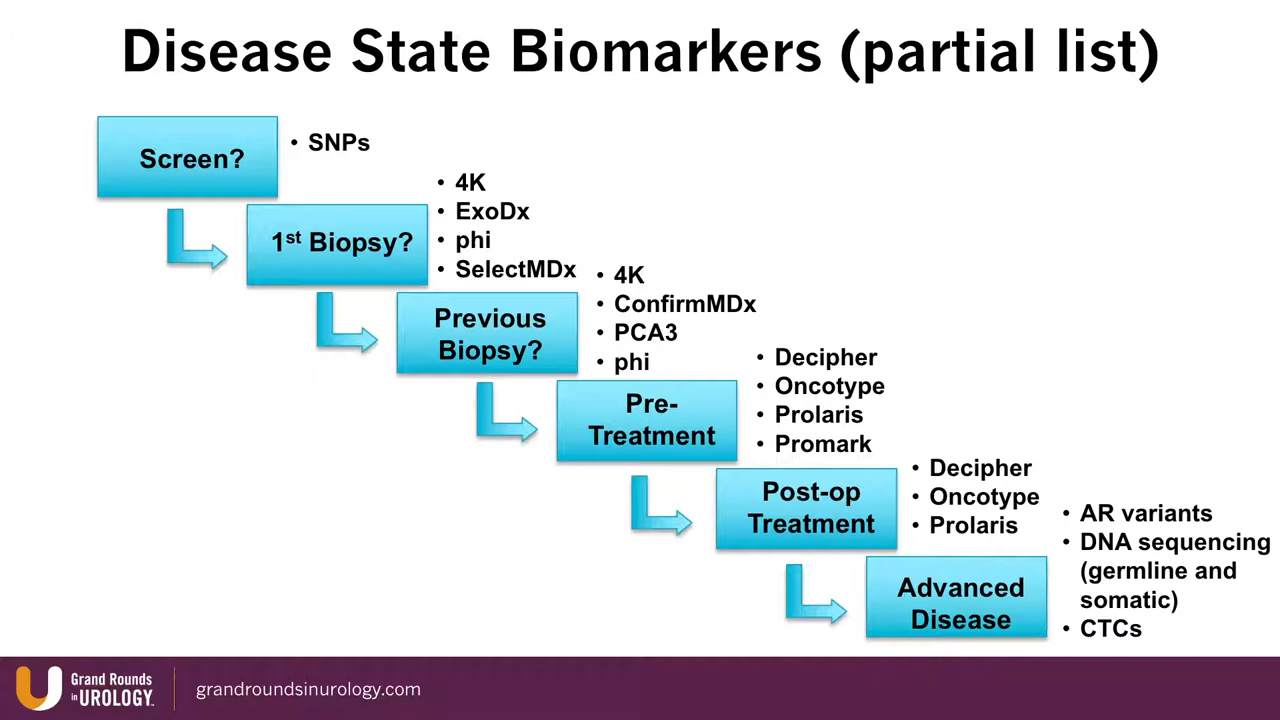 Disease State Biomarkers (partial list)
Screen?
• SNPs
1st Biopsy?
• 4K
• ExoDx
• phi
• SelectMDx
Previous
Biopsy?
• 4K
• ConfirmMDx
• PCA3
• phi
Pre-
Treatment
• Decipher
• Oncotype
• Prolaris
• Promark
Post-op
Treatment
• Decipher
• Oncotype
• Prolaris
Advanced
Disease
• AR variants
• DNA sequencing
(germline and
somatic)
• CTCs
Grand Rounds
in UROLOGY
grandroundsinurology.com